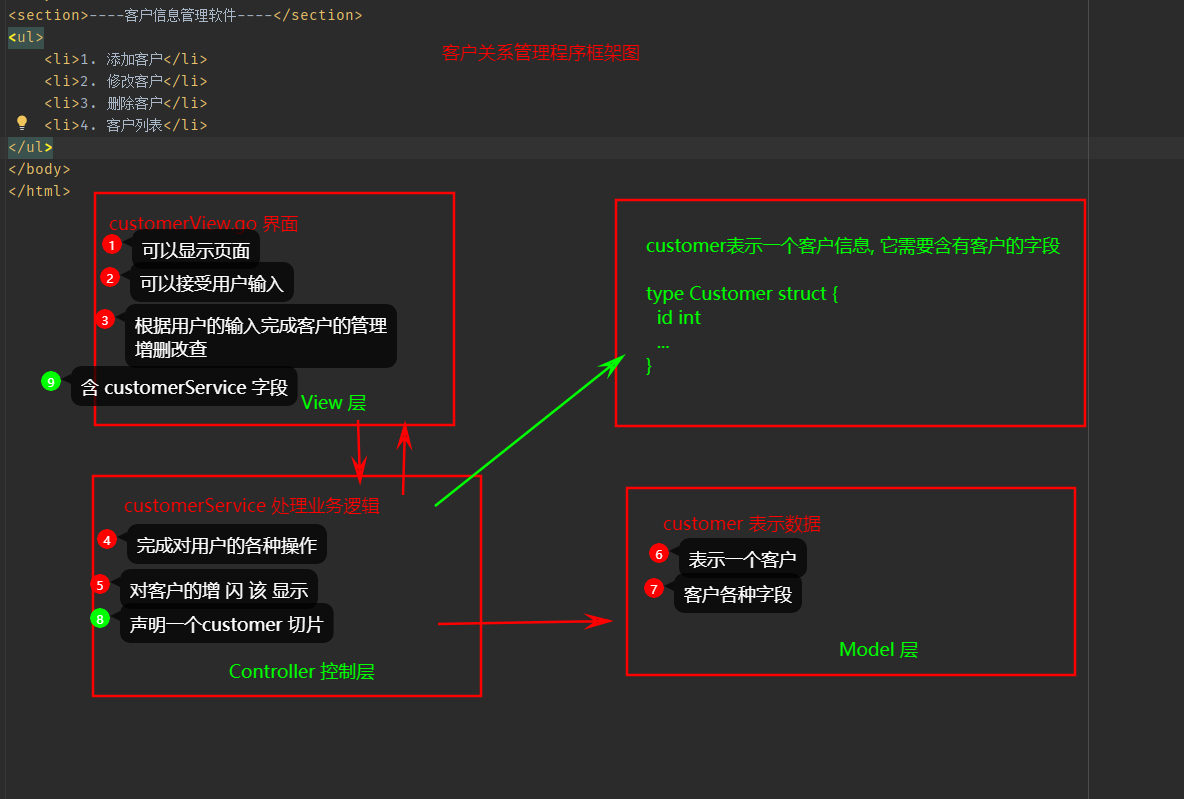 <section>----客户信息管理软件----</section>
<ul>
<li>1. 添加客户</li>
<li>2. 修改客户</li>
<li>3. 删除客户</li>
<li>4. 客户列表</li>
</ul>
</body>
</html>
客户关系管理程序框架图
customerView.go 界面
1 可以显示页面
2 可以接受用户输入
3 根据用户的输入完成客户的管理
增删改查
9 含 customerService 字段
View 层
customer表示一个客户信息, 它需要含有客户的字段
type Customer struct {
id int
...
}
customerService 处理业务逻辑
4 完成对用户的各种操作
5 对客户的增 闪 该 显示
8 声明一个customer 切片
Controller 控制层
customer 表示数据
6 表示一个客户
7 客户各种字段
Model 层